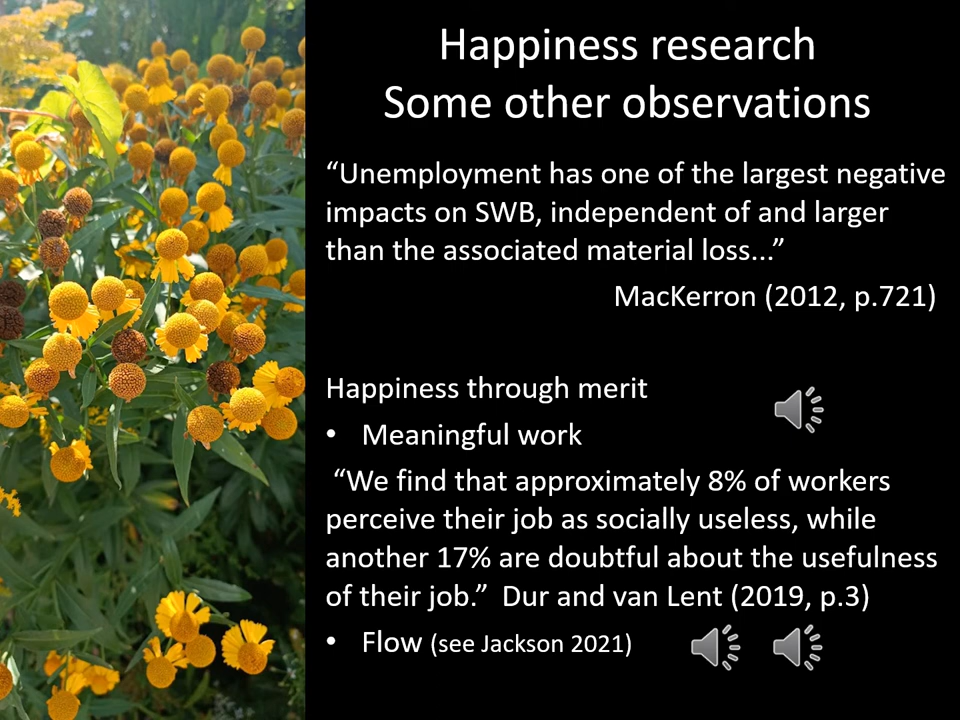 Happiness research
Some other observations
“Unemployment has one of the largest negative
impacts on SWB, independent of and larger
than the associated material loss...”
MacKerron (2012, p.721)
Happiness through merit
• Meaningful work
“We find that approximately 8% of workers
perceive their job as socially useless, while
another 17% are doubtful about the usefulness
of their job.” Dur and van Lent (2019, p.3)
• Flow (see Jackson 2021)